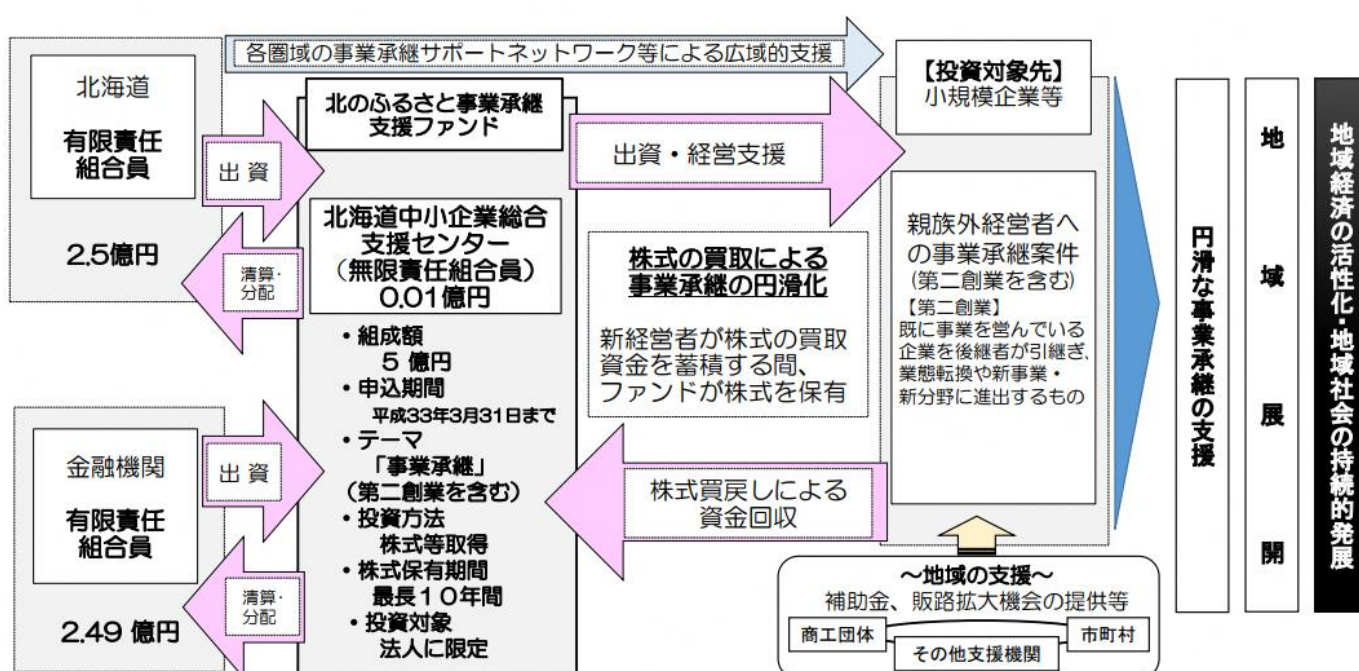 各圏域の事業承継サポートネットワーク等による広域的支援
北海道
有限責任
組合員
2.5億円
出 資
清算・
分配
金融機関
有限責任
組合員
2.49 億円
出 資
清算・
分配
北のふるさと事業承継
支援ファンド
北海道中小企業総合
支援センター
（無限責任組合員）
0.01億円
・組成額
5 億円
・申込期間
平成33年3月31日まで
・テーマ
「事業承継」
（第二創業を含む）
・投資方法
株式等取得
・株式保有期間
最長１０年間
・投資対象
法人に限定
出資・経営支援
株式の買取による
事業承継の円滑化
新経営者が株式の買取
資金を蓄積する間、
ファンドが株式を保有
株式買戻しによる
資金回収
【投資対象先】
小規模企業等
親族外経営者へ
の事業承継案件
(第二創業を含む)
【第二創業】
既に事業を営んでいる
企業を後継者が引継ぎ、
業態転換や新事業・
新分野に進出するもの
～地域の支援～
補助金、販路拡大機会の提供等
商工団体
市町村
その他支援機関
円滑な事業承継の支援
地域展開
地域経済の活性化・地域社会の持続的発展